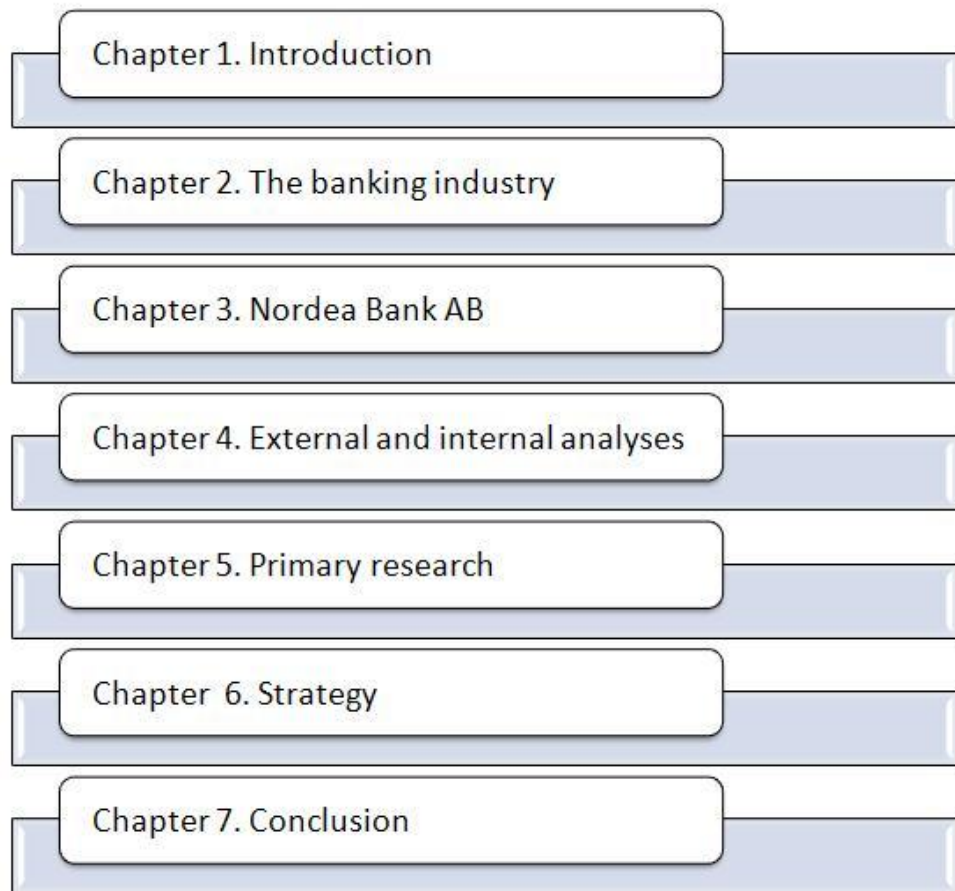 Chapter 1. Introduction
Chapter 2. The banking industry
Chapter 3. Nordea Bank AB
Chapter 4. External and internal analyses
Chapter 5. Primary research
Chapter  6. Strategy
Chapter 7. Conclusion